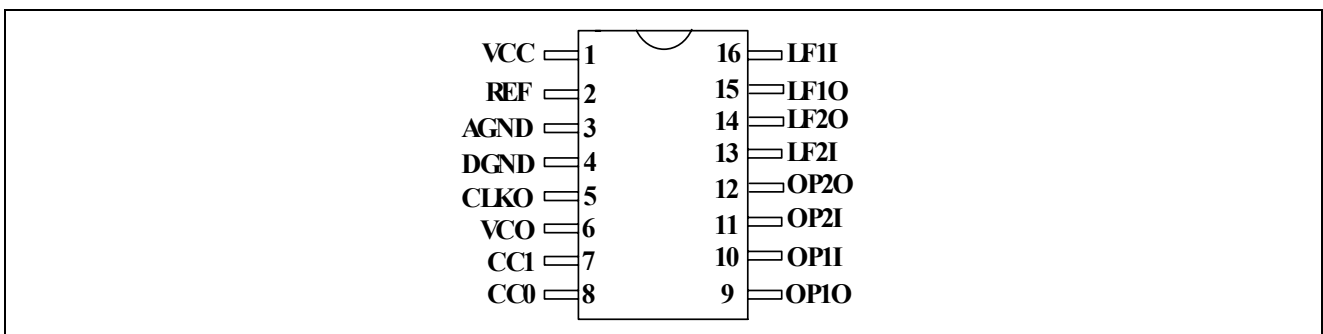 VCC 1 16 LF1I
REF 2 15 LF1O
AGND 3 14 LF2O
DGND 4 13 LF2I
CLKO 5 12 OP2O
VCO 6 11 OP2I
CC1 7 10 OP1I
CC0 8 9 OP1O